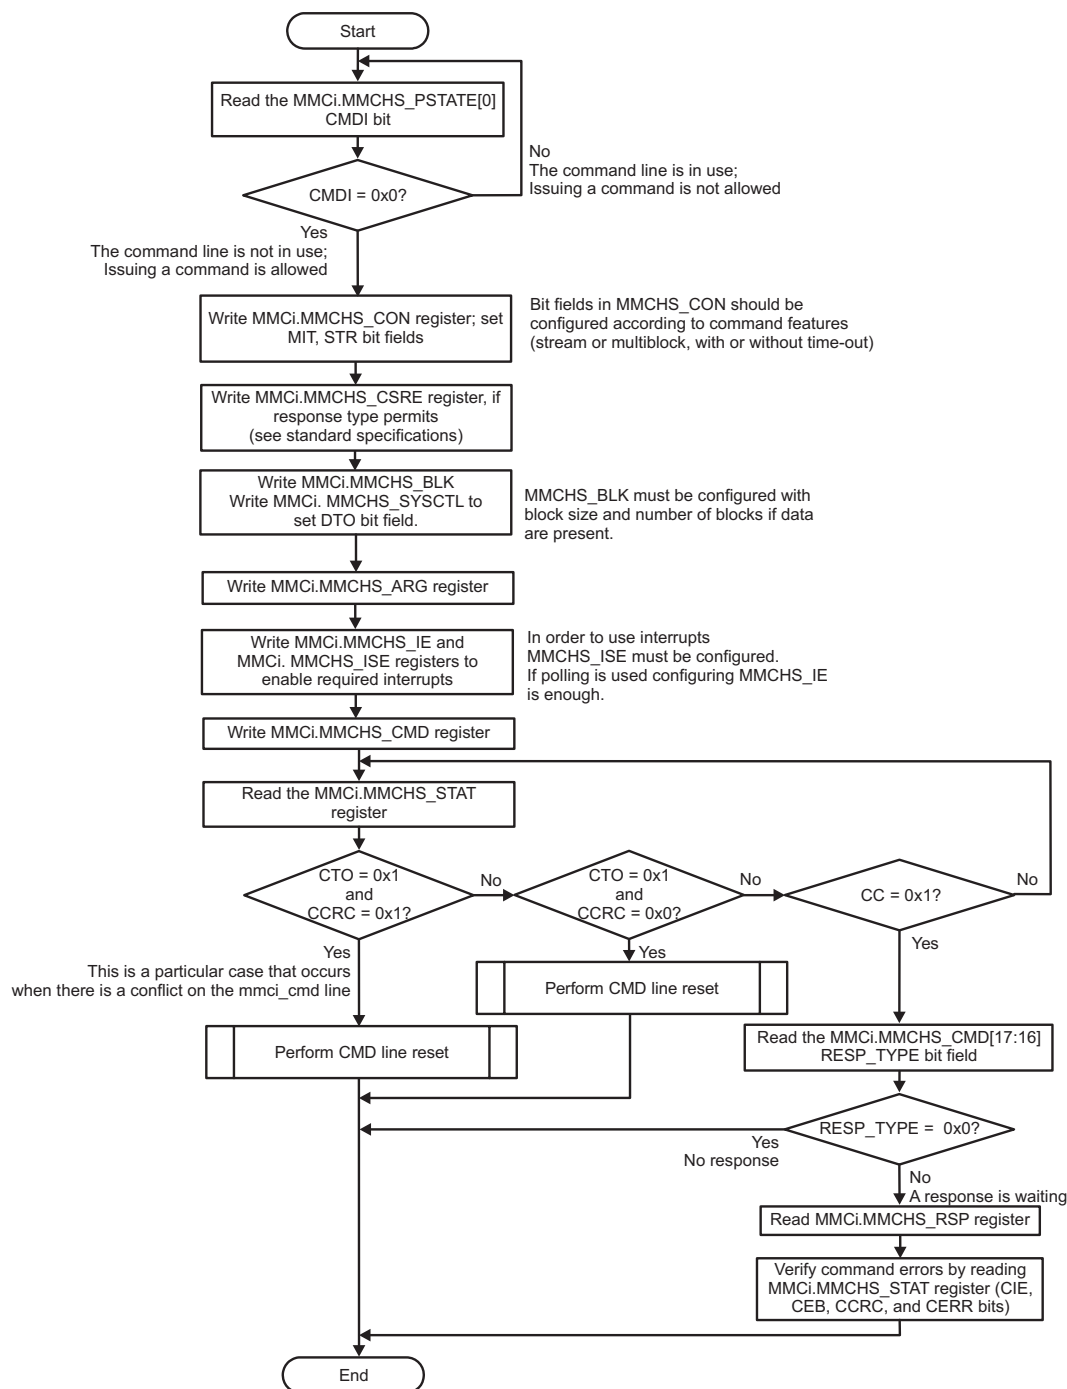 Start
Read the MMCi.MMCHS_PSTATE[0]
CMDI bit
No
The command line is in use;
Issuing a command is not allowed
CMDI = 0x0?
Yes
The command line is not in use;
Issuing a command is allowed
Write MMCi.MMCHS_CON register; set
MIT, STR bit fields
Bit fields in MMCHS_CON should be
configured according to command features
(stream or multiblock, with or without time-out)
Write MMCi.MMCHS_CSRE register, if
response type permits
(see standard specifications)
Write MMCi.MMCHS_BLK
Write MMCi. MMCHS_SYSCTL to
set DTO bit field.
MMCHS_BLK must be configured with
block size and number of blocks if data
are present.
Write MMCi.MMCHS_ARG register
Write MMCi.MMCHS_IE and
MMCi. MMCHS_ISE registers to
enable required interrupts
In order to use interrupts
MMCHS_ISE must be configured.
If polling is used configuring MMCHS_IE
is enough.
Write MMCi.MMCHS_CMD register
Read the MMCi.MMCHS_STAT
register
CTO = 0x1
and
CCRC = 0x1?
No
CTO = 0x1
and
CCRC = 0x0?
No
CC = 0x1?
No
Yes
This is a particular case that occurs
when there is a conflict on the mmci_cmd line
Yes
Yes
Perform CMD line reset
Perform CMD line reset
Read the MMCi.MMCHS_CMD[17:16]
RESP_TYPE bit field
RESP_TYPE = 0x0?
Yes
No response
No
A response is waiting
Read MMCi.MMCHS_RSP register
Verify command errors by reading
MMCi.MMCHS_STAT register (CIE,
CEB, CCRC, and CERR bits)
End